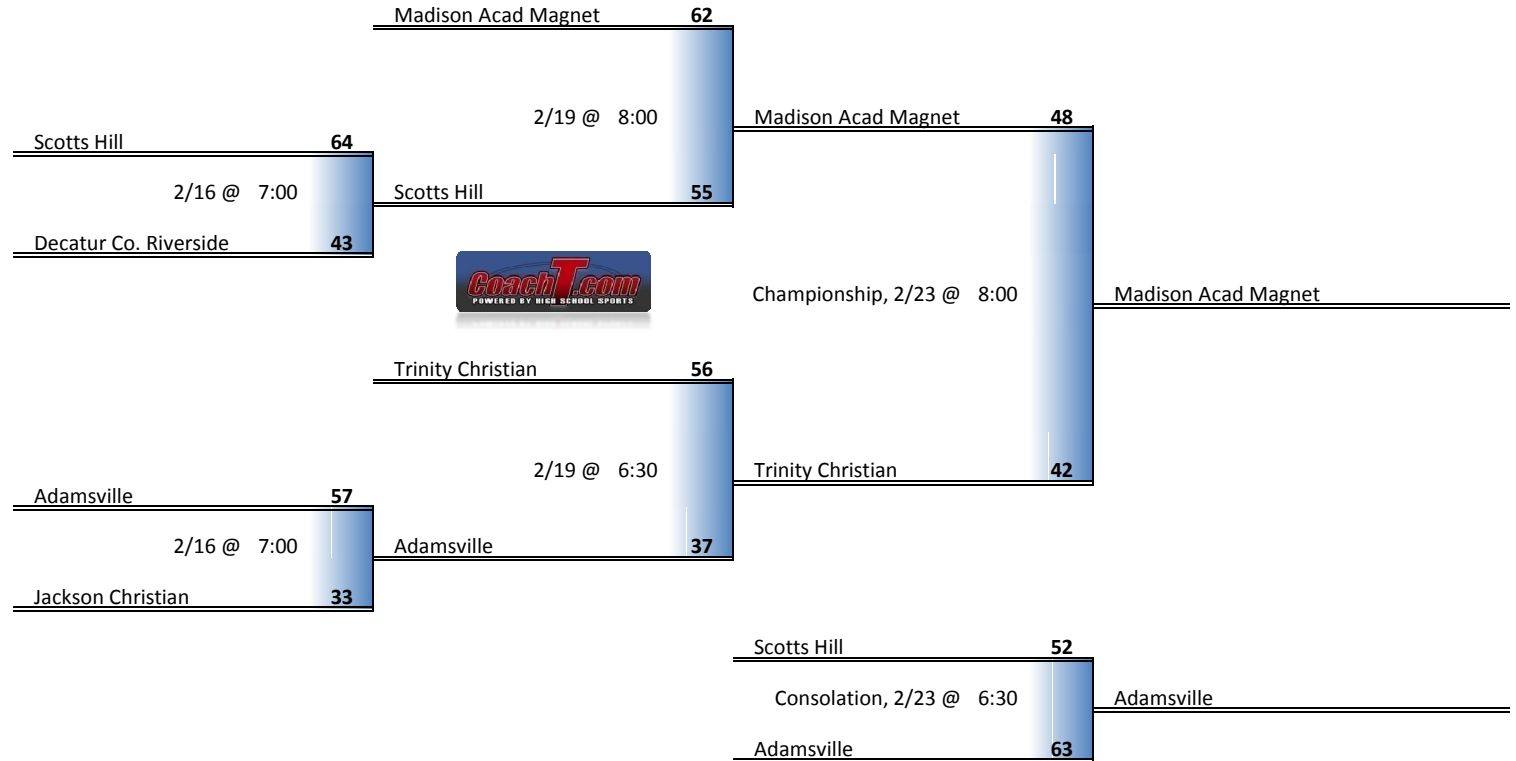 Madison Acad Magnet 62
2/19 @ 8:00
Madison Acad Magnet 48
Scotts Hill 64
2/16 @ 7:00
Scotts Hill 55
Decatur Co. Riverside 43
CoachT.com
POWERED BY HIGH SCHOOL SPORTS
Championship, 2/23 @ 8:00
Madison Acad Magnet
Trinity Christian 56
2/19 @ 6:30
Trinity Christian 42
Adamsville 57
2/16 @ 7:00
Adamsville 37
Jackson Christian 33
Scotts Hill 52
Consolation, 2/23 @ 6:30
Adamsville
Adamsville 63